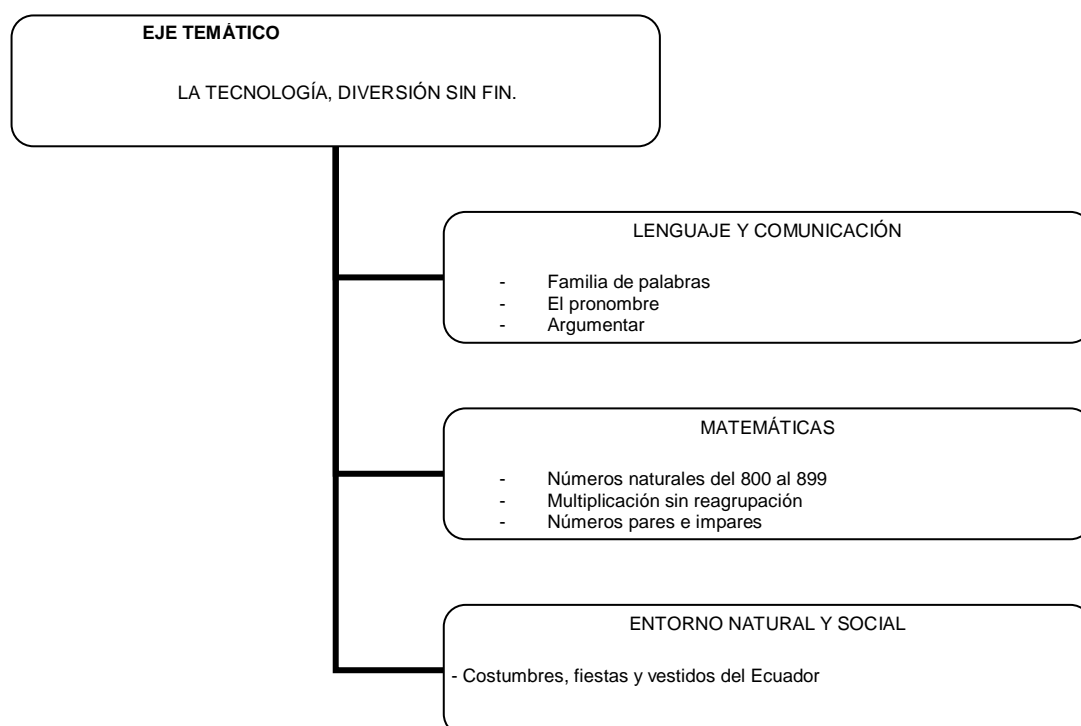 EJE TEMÁTICO
LA TECNOLOGÍA, DIVERSIÓN SIN FIN.
LENGUAJE Y COMUNICACIÓN
- Familia de palabras
- El pronombre
- Argumentar
MATEMÁTICAS
- Números naturales del 800 al 899
- Multiplicación sin reagrupación
- Números pares e impares
ENTORNO NATURAL Y SOCIAL
- Costumbres, fiestas y vestidos del Ecuador